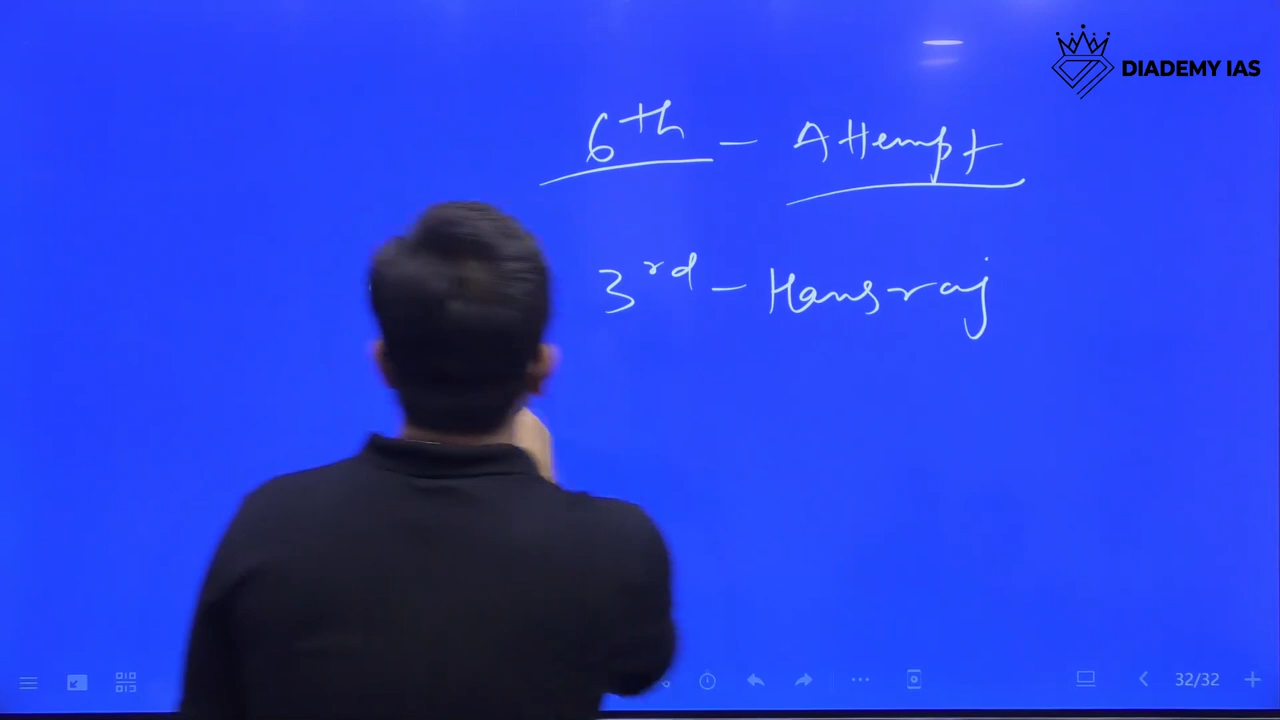 DIADEMY IAS
6th - Attempt
3rd - Hansraj
32/32